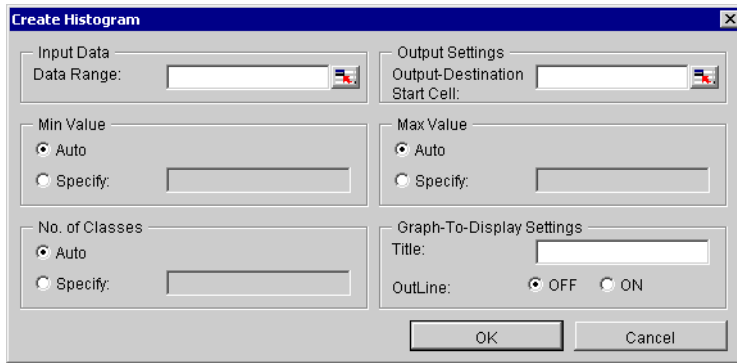 Create Histogram
Input Data
Data Range:
Output Settings
Output-Destination
Start Cell:
Min Value
Auto
Specify:
Max Value
Auto
Specify:
No. of Classes
Auto
Specify:
Graph-To-Display Settings
Title:
OutLine: OFF ON
OK Cancel